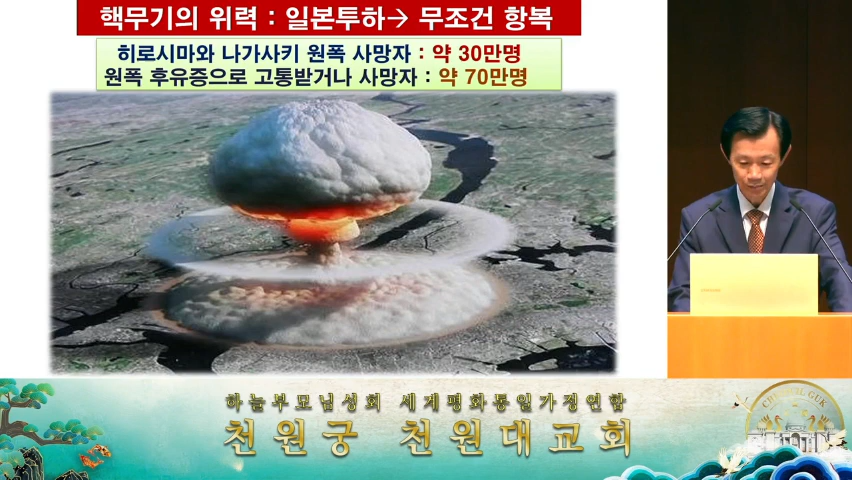 핵무기의 위력 : 일본투하→ 무조건 항복
히로시마와 나가사키 원폭 사망자 : 약 30만명
원폭 후유증으로 고통받거나 사망자 : 약 70만명
하늘부모님성회 세계평화통일가정연합
천원궁 천원대교회